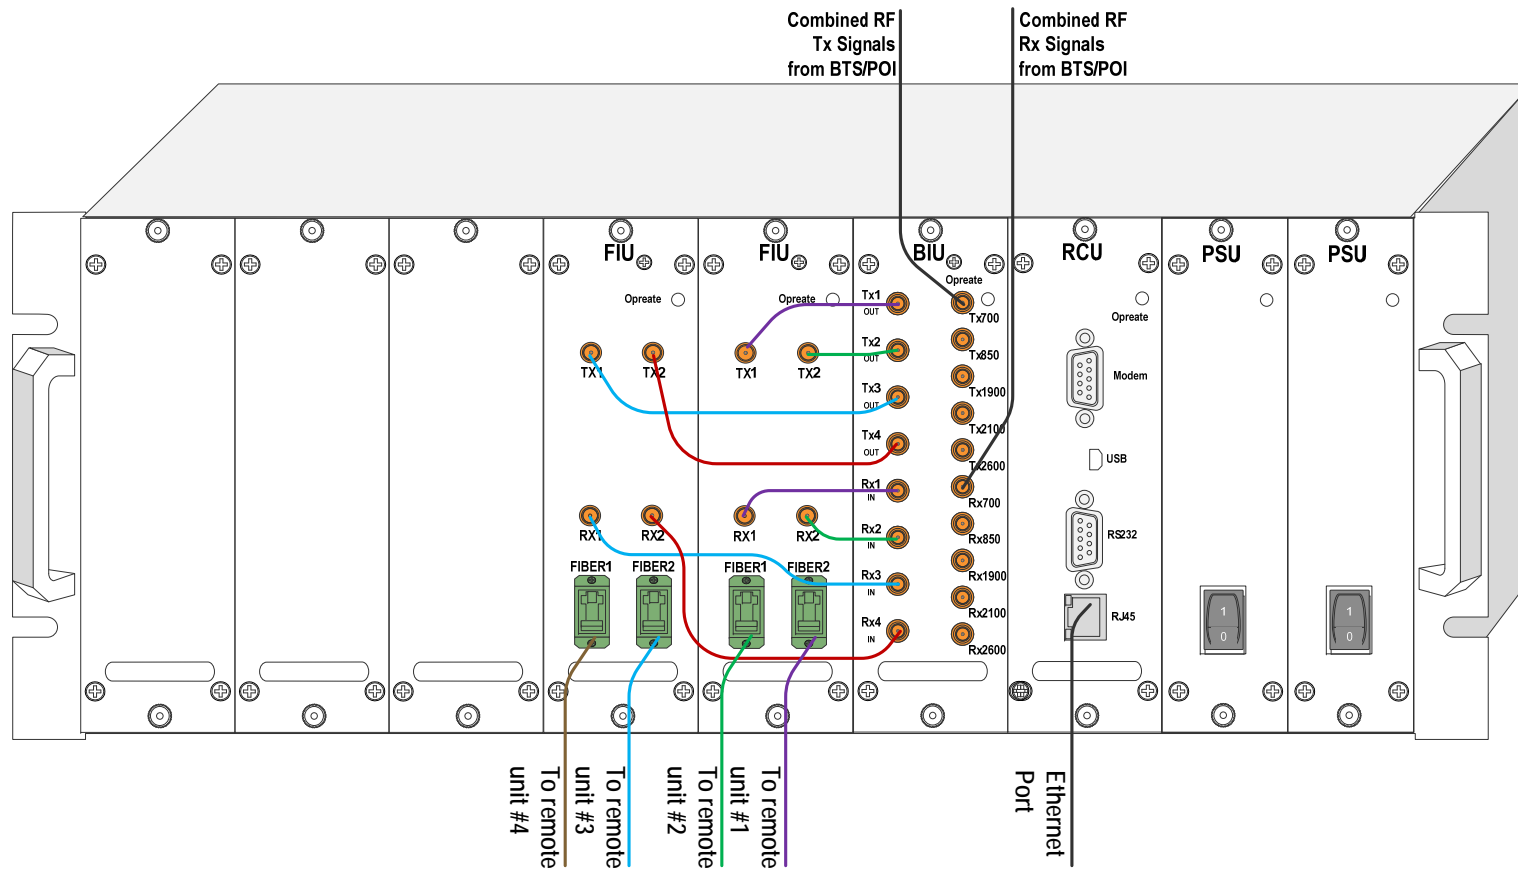 Combined RF
Tx Signals
from BTS/POI
Combined RF
Rx Signals
from BTS/POI
FIU
FIU
BIU
RCU
PSU
PSU
Opreate
Opreate
Opreate
Opreate
Tx1
OUT
Tx2
OUT
Tx3
OUT
Tx4
OUT
Rx1
IN
Rx2
IN
Rx3
IN
Rx4
IN
Tx700
Tx850
Tx1900
Tx2100
Tx2600
Rx700
Rx850
Rx1900
Rx2100
Rx2600
TX1
TX2
TX1
TX2
RX1
RX2
RX1
RX2
FIBER1
FIBER2
FIBER1
FIBER2
Modem
USB
RS232
RJ45
1
0
1
0
To remote
unit #4
To remote
unit #3
To remote
unit #2
To remote
unit #1
Ethernet
Port